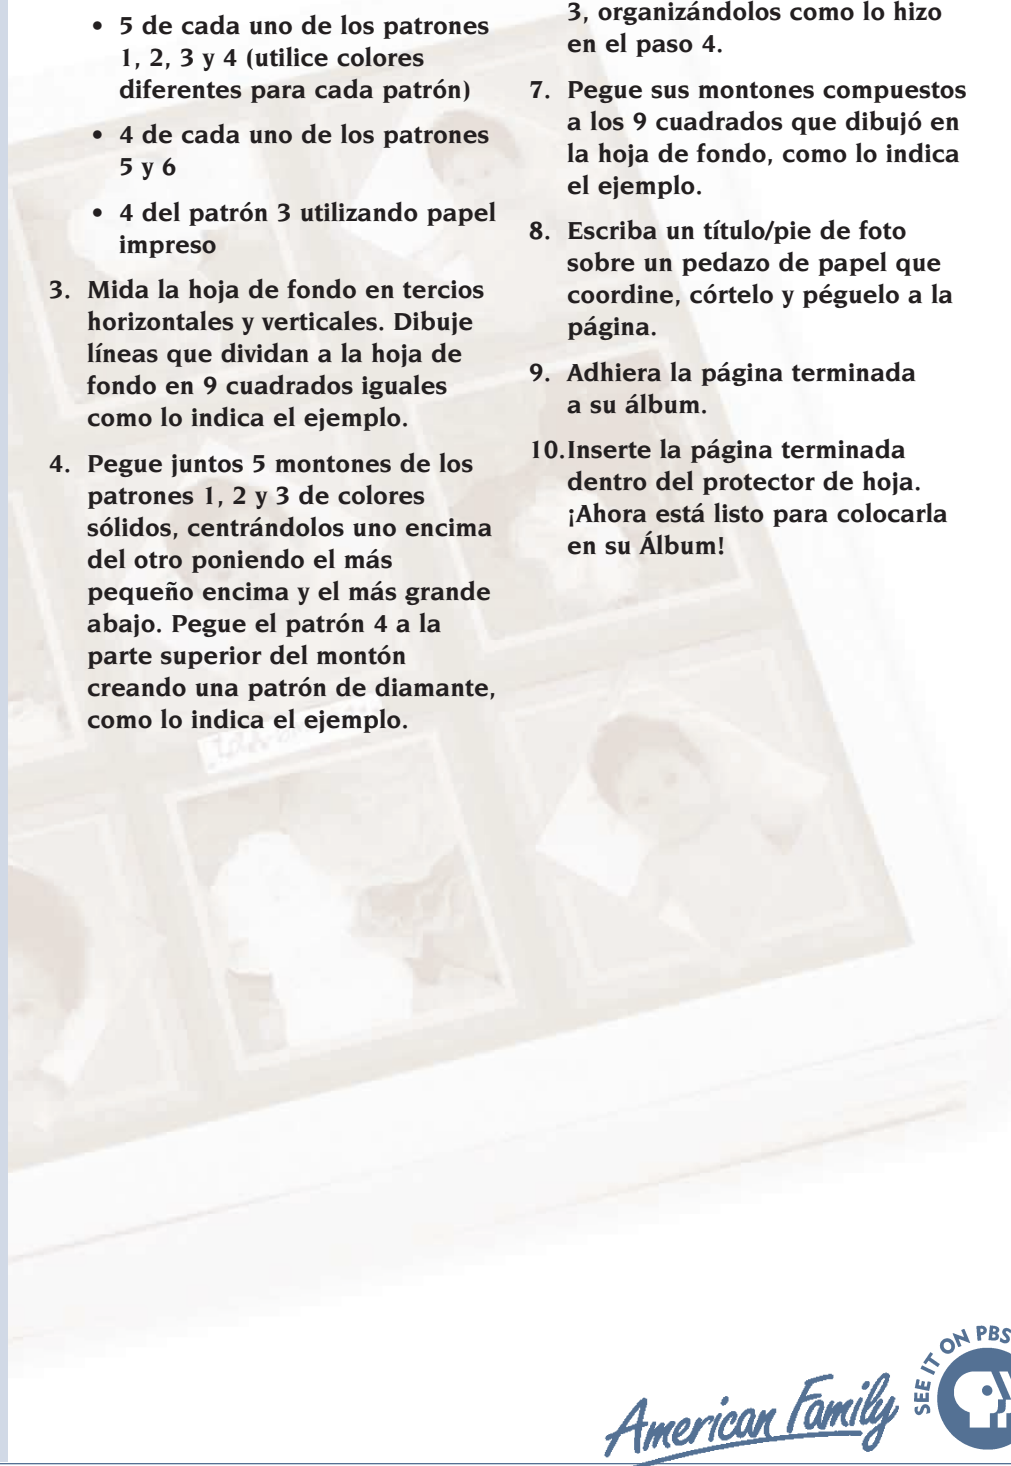 • 5 de cada uno de los patrones
1, 2, 3 y 4 (utilice colores
diferentes para cada patrón)
• 4 de cada uno de los patrones
5 y 6
• 4 del patrón 3 utilizando papel
impreso
3. Mida la hoja de fondo en tercios
horizontales y verticales. Dibuje
líneas que dividan a la hoja de
fondo en 9 cuadrados iguales
como lo indica el ejemplo.
4. Pegue juntos 5 montones de los
patrones 1, 2 y 3 de colores
sólidos, centrándolos uno encima
del otro poniendo el más
pequeño encima y el más grande
abajo. Pegue el patrón 4 a la
parte superior del montón
creando una patrón de diamante,
como lo indica el ejemplo.
3, organizándolos como lo hizo
en el paso 4.
7. Pegue sus montones compuestos
a los 9 cuadrados que dibujó en
la hoja de fondo, como lo indica
el ejemplo.
8. Escriba un título/pie de foto
sobre un pedazo de papel que
coordine, córtelo y péguelo a la
página.
9. Adhiera la página terminada
a su álbum.
10.Inserte la página terminada
dentro del protector de hoja.
¡Ahora está listo para colocarla
en su Álbum!
American Family
SEE IT ON PBS